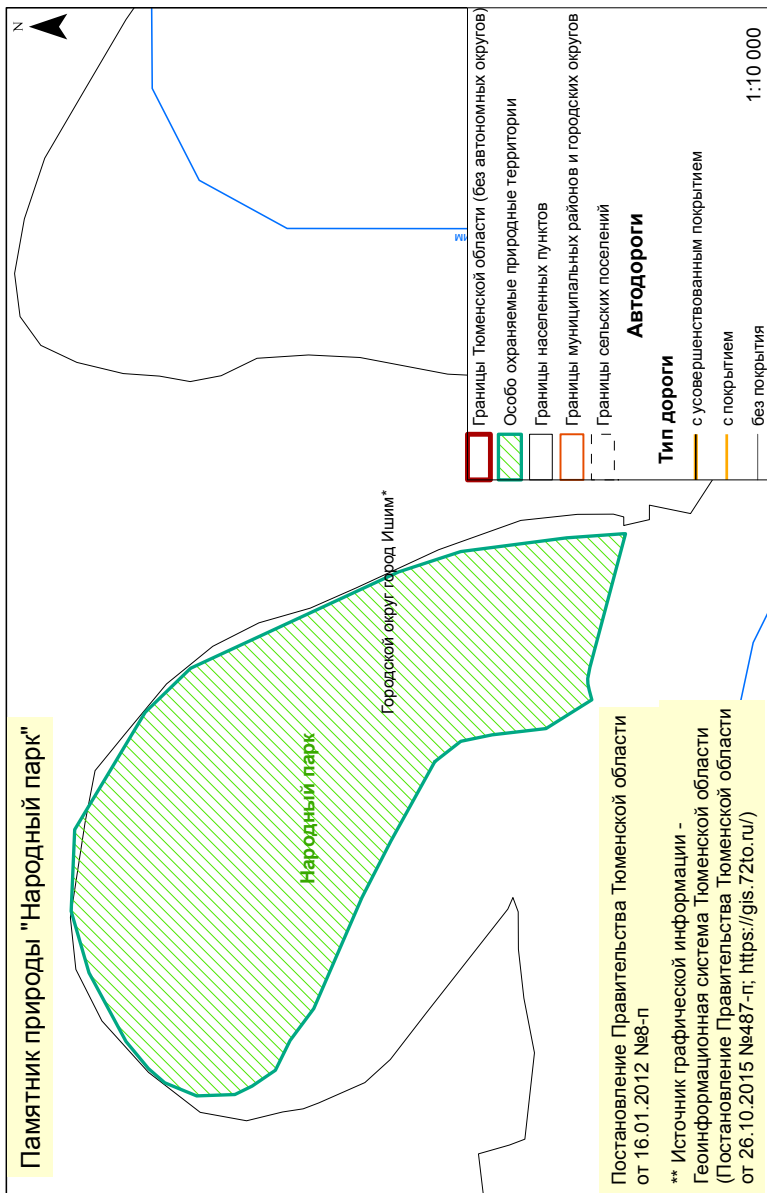 Памятник природы "Народный парк"
N
Народный парк
Городской округ город Ишим*
им
Постановление Правительства Тюменской области
от 16.01.2012 №8-п
** Источник графической информации -
Геоинформационная система Тюменской области
(Постановление Правительства Тюменской области
от 26.10.2015 №487-п; https://gis.72to.ru/)
Границы Тюменской области (без автономных округов)
Особо охраняемые природные территории
Границы населенных пунктов
Границы муниципальных районов и городских округов
Границы сельских поселений
Автодороги
Тип дороги
с усовершенствованным покрытием
с покрытием
без покрытия
1:10 000